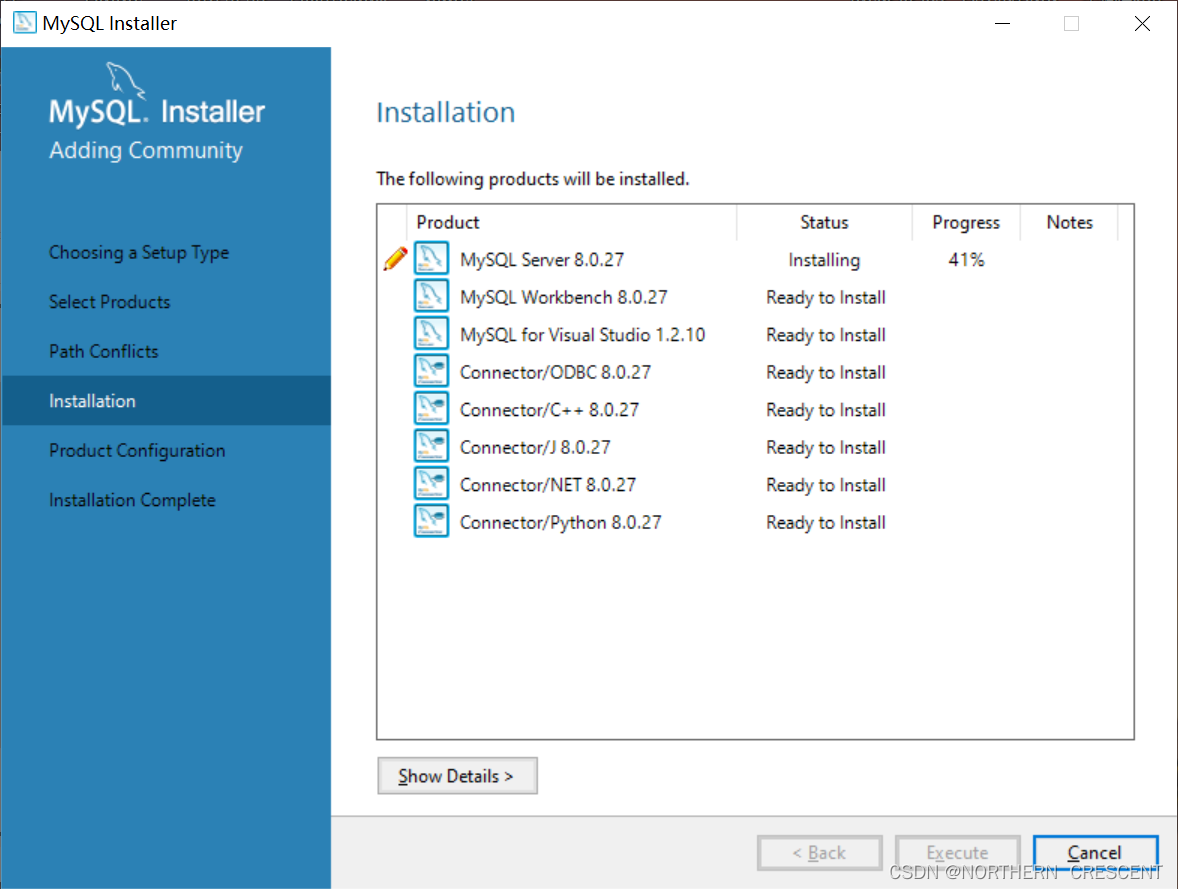 MySQL Installer
MySQL. Installer
Adding Community
Choosing a Setup Type
Select Products
Path Conflicts
Installation
Product Configuration
Installation Complete
Installation
The following products will be installed.
Product Status Progress Notes
MySQL Server 8.0.27 Installing 41%
MySQL Workbench 8.0.27 Ready to Install
MySQL for Visual Studio 1.2.10 Ready to Install
Connector/ODBC 8.0.27 Ready to Install
Connector/C++ 8.0.27 Ready to Install
Connector/J 8.0.27 Ready to Install
Connector/NET 8.0.27 Ready to Install
Connector/Python 8.0.27 Ready to Install
Show Details >
< Back Execute Cancel
CSDN @NORTHERN_CRESCENT